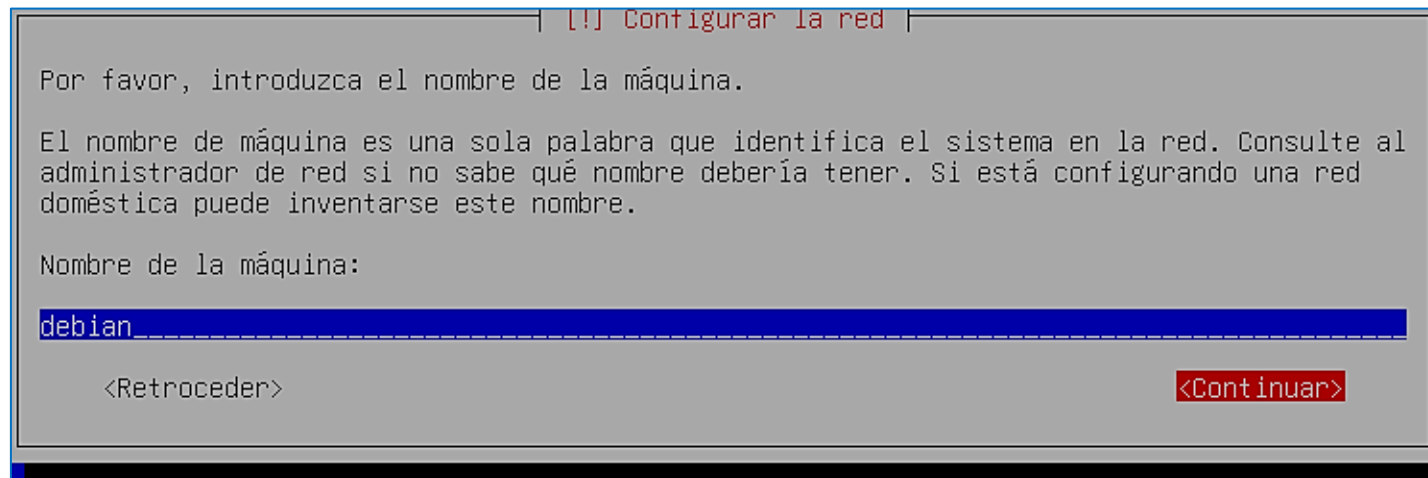 [!] Configurar la red
Por favor, introduzca el nombre de la máquina.
El nombre de máquina es una sola palabra que identifica el sistema en la red. Consulte al
administrador de red si no sabe qué nombre debería tener. Si está configurando una red
doméstica puede inventarse este nombre.
Nombre de la máquina:
debian
<Retroceder> <Continuar>